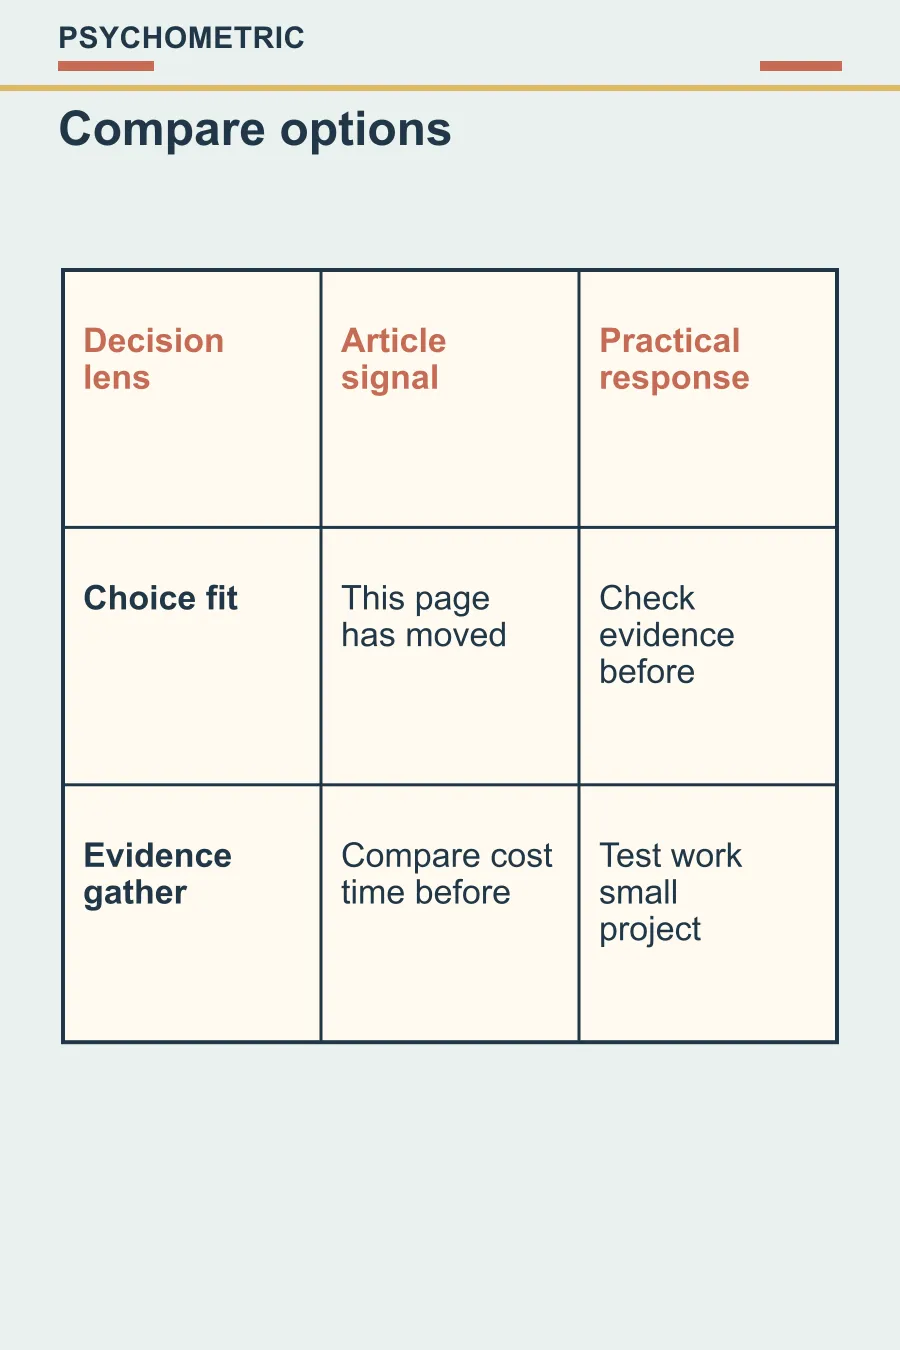 PSYCHOMETRIC
Compare options
Decision
lens
Article
signal
Practical
response
Choice fit
This page
has moved
Check
evidence
before
Evidence
gather
Compare cost
time before
Test work
small
project